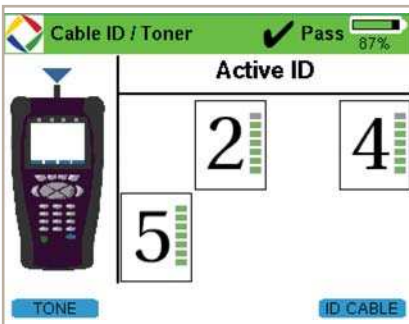 Cable ID / Toner Pass 87%
Active ID
2 4
5
TONE ID CABLE